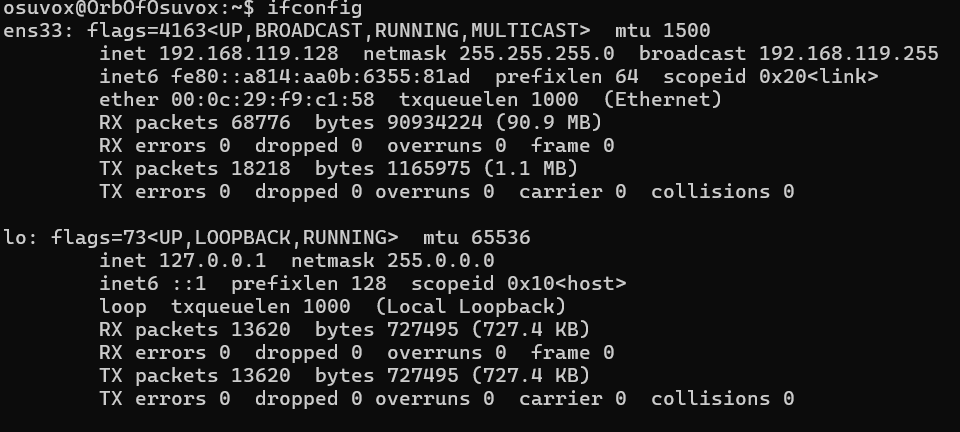 osuvox@OrbOfOsuvox:~$ ifconfig
ens33: flags=4163<UP,BROADCAST,RUNNING,MULTICAST>  mtu 1500
        inet 192.168.119.128  netmask 255.255.255.0  broadcast 192.168.119.255
        inet6 fe80::a814:aa0b:6355:81ad  prefixlen 64  scopeid 0x20<link>
        ether 00:0c:29:f9:c1:58  txqueuelen 1000  (Ethernet)
        RX packets 68776  bytes 90934224 (90.9 MB)
        RX errors 0  dropped 0  overruns 0  frame 0
        TX packets 18218  bytes 1165975 (1.1 MB)
        TX errors 0  dropped 0 overruns 0  carrier 0  collisions 0

lo: flags=73<UP,LOOPBACK,RUNNING>  mtu 65536
        inet 127.0.0.1  netmask 255.0.0.0
        inet6 ::1  prefixlen 128  scopeid 0x10<host>
        loop  txqueuelen 1000  (Local Loopback)
        RX packets 13620  bytes 727495 (727.4 KB)
        RX errors 0  dropped 0  overruns 0  frame 0
        TX packets 13620  bytes 727495 (727.4 KB)
        TX errors 0  dropped 0 overruns 0  carrier 0  collisions 0